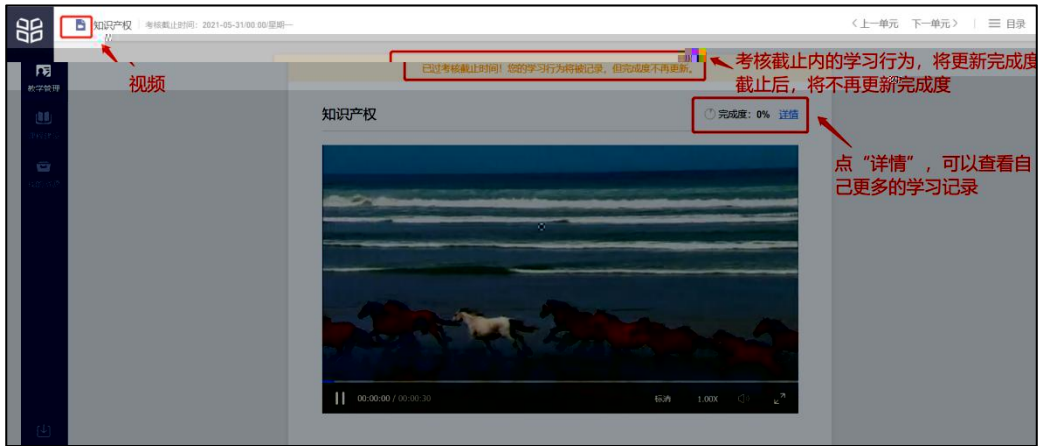 知识产权 考核截止时间：2021-05-31/00:00/星期一
〈上一单元 下一单元〉 目录
视频
教学管理
已过考核截止时间！您的学习行为将被记录，但完成度不再更新。
考核截止内的学习行为，将更新完成度
截止后，将不再更新完成度
知识产权
完成度：0% 详情
点“详情”，可以查看自
己更多的学习记录
00:00:00 / 00:00:30
标清 1.00X